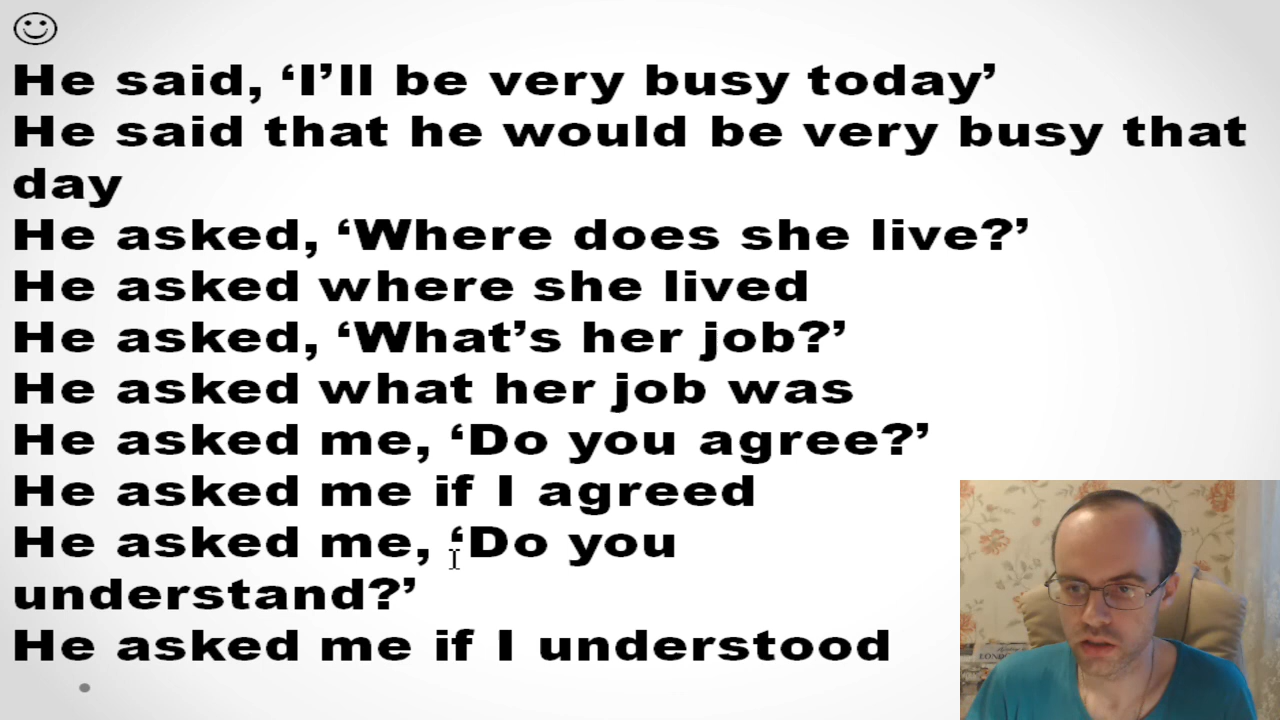 He said, ‘I’ll be very busy today’
He said that he would be very busy that
day
He asked, ‘Where does she live?’
He asked where she lived
He asked, ‘What’s her job?’
He asked what her job was
He asked me, ‘Do you agree?’
He asked me if I agreed
He asked me, ‘Do you
understand?’
He asked me if I understood